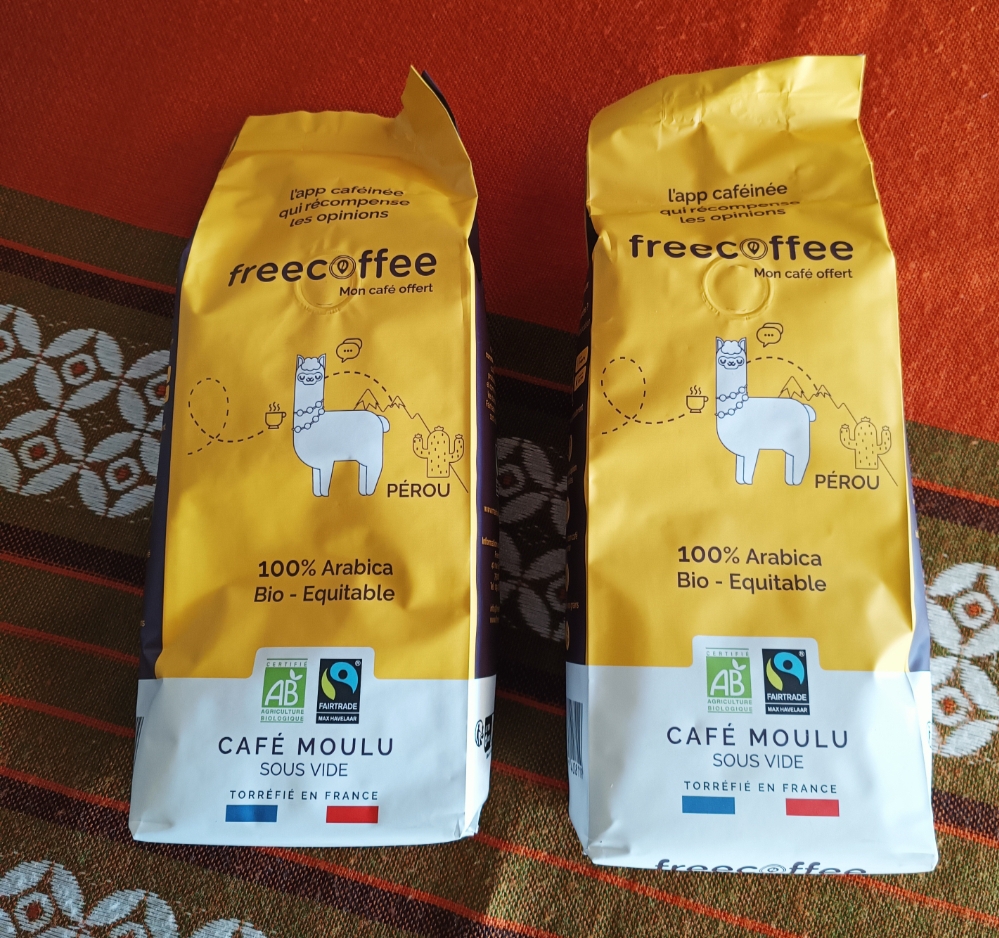 l'app caféinée
qui récompense
les opinions
freecoffee
Mon café offert
PÉROU
100% Arabica
Bio - Equitable
CERTIFIÉ
AB
AGRICULTURE
BIOLOGIQUE
®
FAIRTRADE
MAX HAVELAAR
CAFÉ MOULU
SOUS VIDE
TORRÉFIÉ EN FRANCE
l'app caféinée
qui récompense
les opinions
freecoffee
Mon café offert
PÉROU
100% Arabica
Bio - Equitable
CERTIFIÉ
AB
AGRICULTURE
BIOLOGIQUE
®
FAIRTRADE
MAX HAVELAAR
CAFÉ MOULU
SOUS VIDE
TORRÉFIÉ EN FRANCE
freecoffee